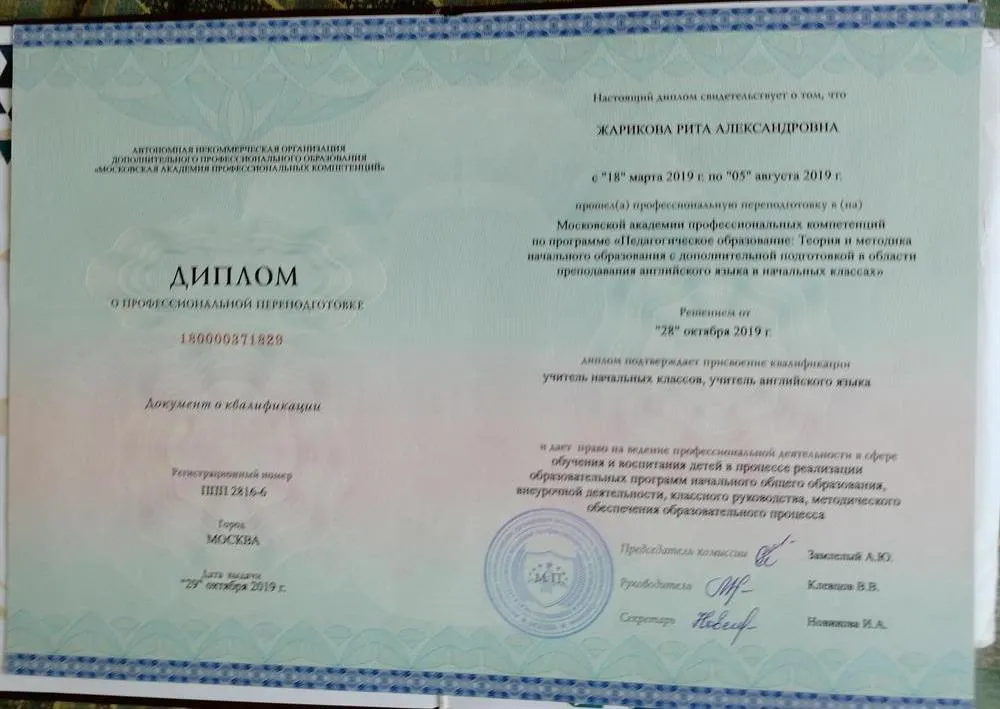 АВТОНОМНАЯ НЕКОММЕРЧЕСКАЯ ОРГАНИЗАЦИЯ
ДОПОЛНИТЕЛЬНОГО ПРОФЕССИОНАЛЬНОГО ОБРАЗОВАНИЯ
«МОСКОВСКАЯ АКАДЕМИЯ ПРОФЕССИОНАЛЬНЫХ КОМПЕТЕНЦИЙ»
ДИПЛОМ
О ПРОФЕССИОНАЛЬНОЙ ПЕРЕПОДГОТОВКЕ
180000371829
Документ о квалификации
Регистрационный номер
ППП 2816-6
Город
МОСКВА
Дата выдачи
"29" октября 2019 г.
Настоящий диплом свидетельствует о том, что
ЖАРИКОВА РИТА АЛЕКСАНДРОВНА
с "18" марта 2019 г. по "05" августа 2019 г.
прошел(а) профессиональную переподготовку в (на)
Московской академии профессиональных компетенций
по программе «Педагогическое образование: Теория и методика
начального образования с дополнительной подготовкой в области
преподавания английского языка в начальных классах»
Решением от
"28" октября 2019 г.
диплом подтверждает присвоение квалификации
учитель начальных классов, учитель английского языка
и дает право на ведение профессиональной деятельности в сфере
обучения и воспитания детей в процессе реализации
образовательных программ начального общего образования,
внеурочной деятельности, классного руководства, методического
обеспечения образовательного процесса
Председатель комиссии
Руководитель Клевцов В.В.
Секретарь Новикова И.А.
М.П.